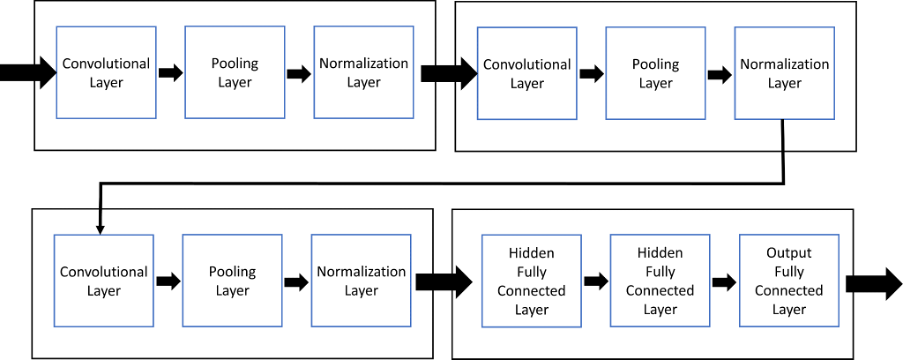 Convolutional
Layer
Pooling
Layer
Normalization
Layer
Convolutional
Layer
Pooling
Layer
Normalization
Layer
Convolutional
Layer
Pooling
Layer
Normalization
Layer
Hidden
Fully
Connected
Layer
Hidden
Fully
Connected
Layer
Output
Fully
Connected
Layer